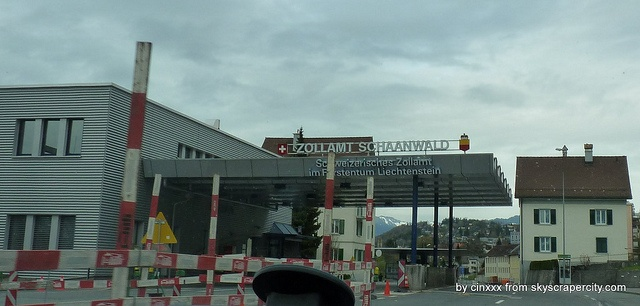 ZOLLAMT SCHAANWALD
Schweizerisches Zollamt
im Fürstentum Liechtenstein
by cinxxx from skyscrapercity.com